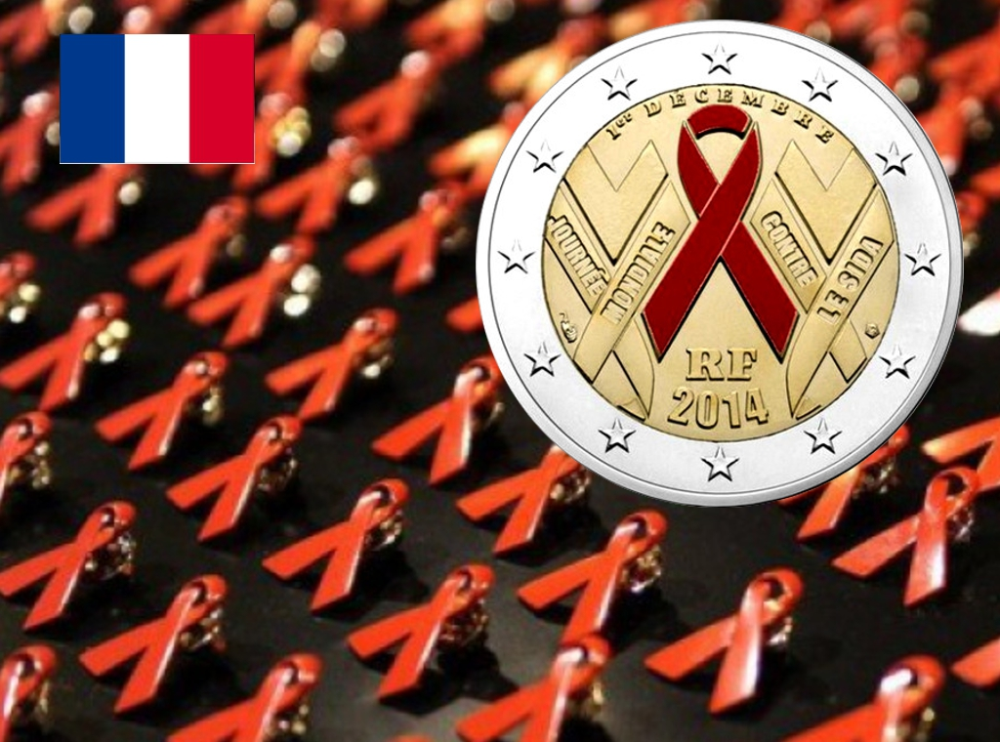 1er DÉCEMBRE
JOURNÉE
MONDIALE
CONTRE
LE SIDA
RF
2014